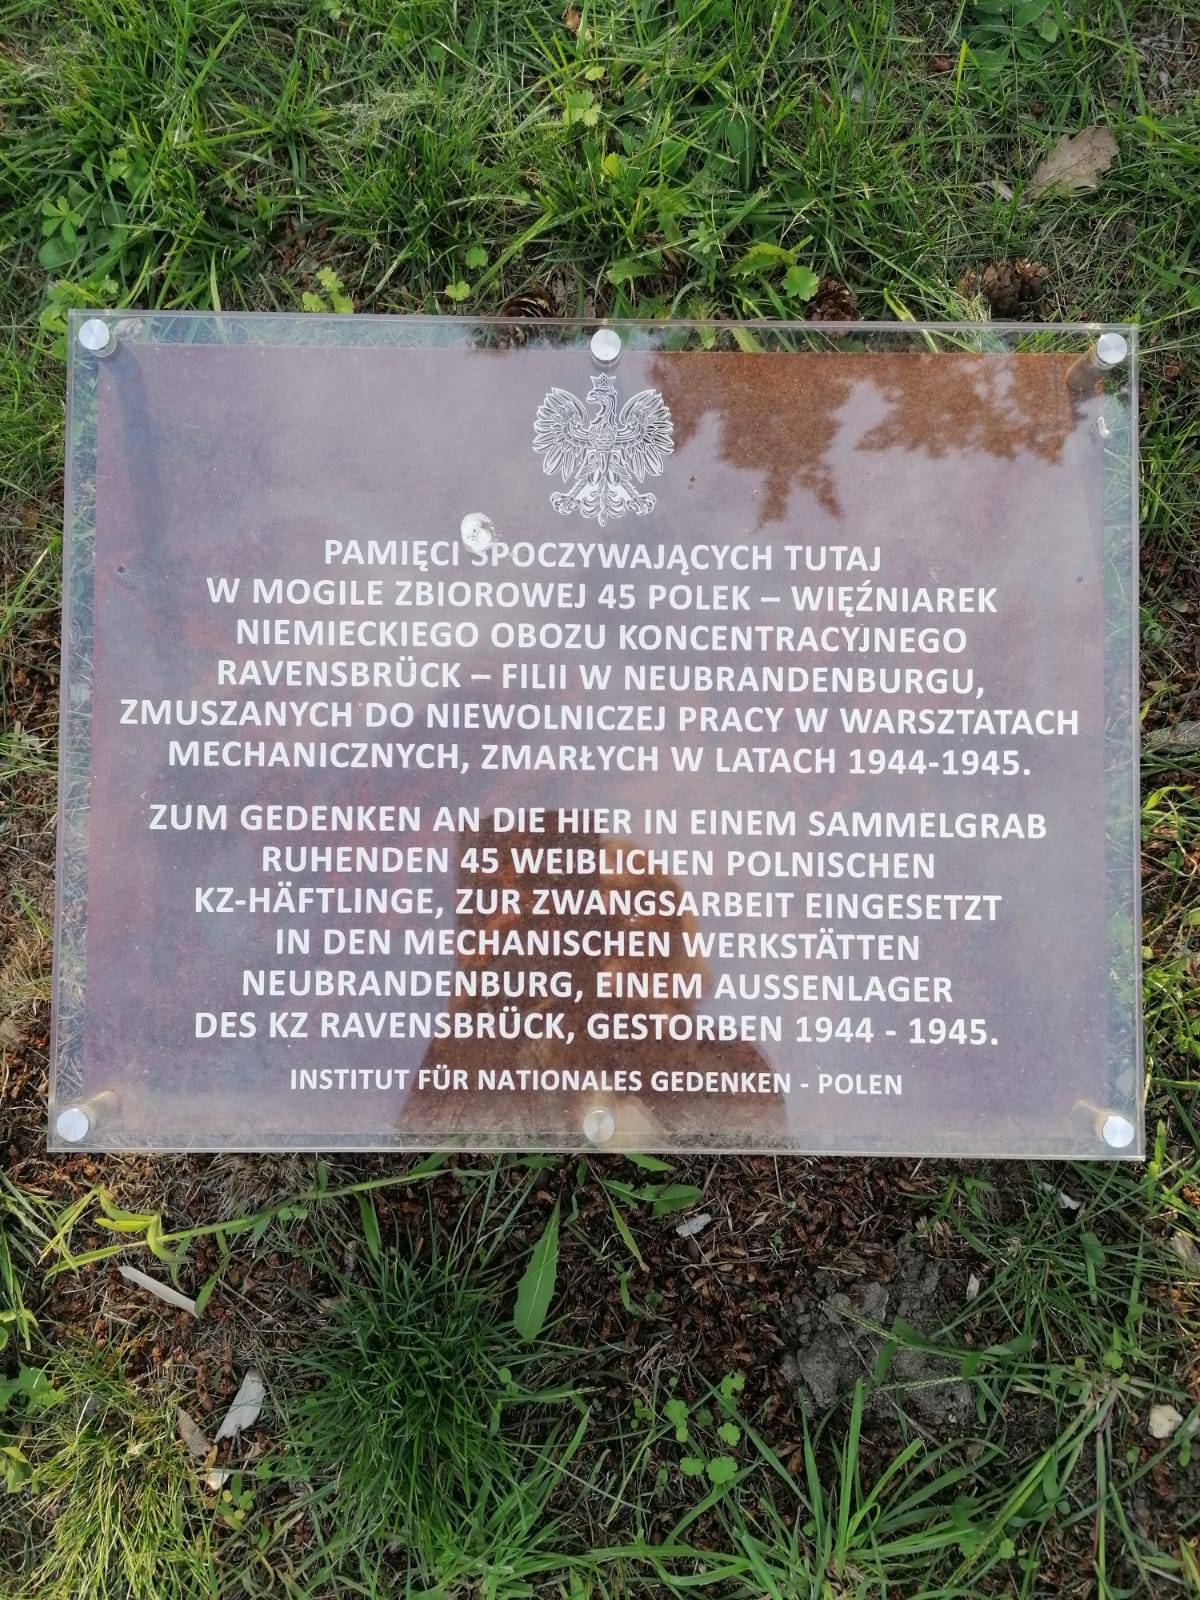 PAMIĘCI SPOCZYWAJĄCYCH TUTAJ
W MOGILE ZBIOROWEJ 45 POLEK – WIĘŹNIAREK
NIEMIECKIEGO OBOZU KONCENTRACYJNEGO
RAVENSBRÜCK – FILII W NEUBRANDENBURGU,
ZMUSZANYCH DO NIEWOLNICZEJ PRACY W WARSZTATACH
MECHANICZNYCH, ZMARŁYCH W LATACH 1944-1945.
ZUM GEDENKEN AN DIE HIER IN EINEM SAMMELGRAB
RUHENDEN 45 WEIBLICHEN POLNISCHEN
KZ-HÄFTLINGE, ZUR ZWANGSARBEIT EINGESETZT
IN DEN MECHANISCHEN WERKSTÄTTEN
NEUBRANDENBURG, EINEM AUSSENLAGER
DES KZ RAVENSBRÜCK, GESTORBEN 1944 - 1945.
INSTITUT FÜR NATIONALES GEDENKEN - POLEN